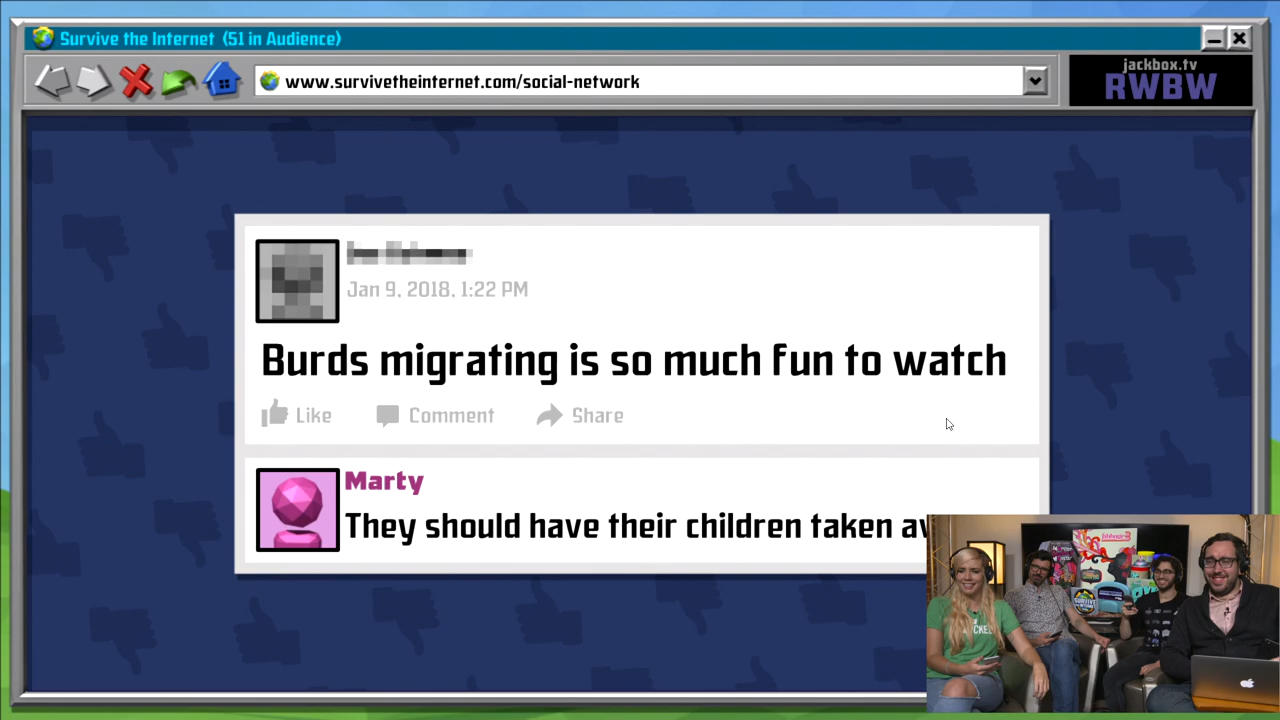 Survive the Internet (51 in Audience)
www.survivetheinternet.com/social-network
jackbox.tv
RWBW
Jan 9, 2018, 1:22 PM
Burds migrating is so much fun to watch
Like Comment Share
Marty
They should have their children taken